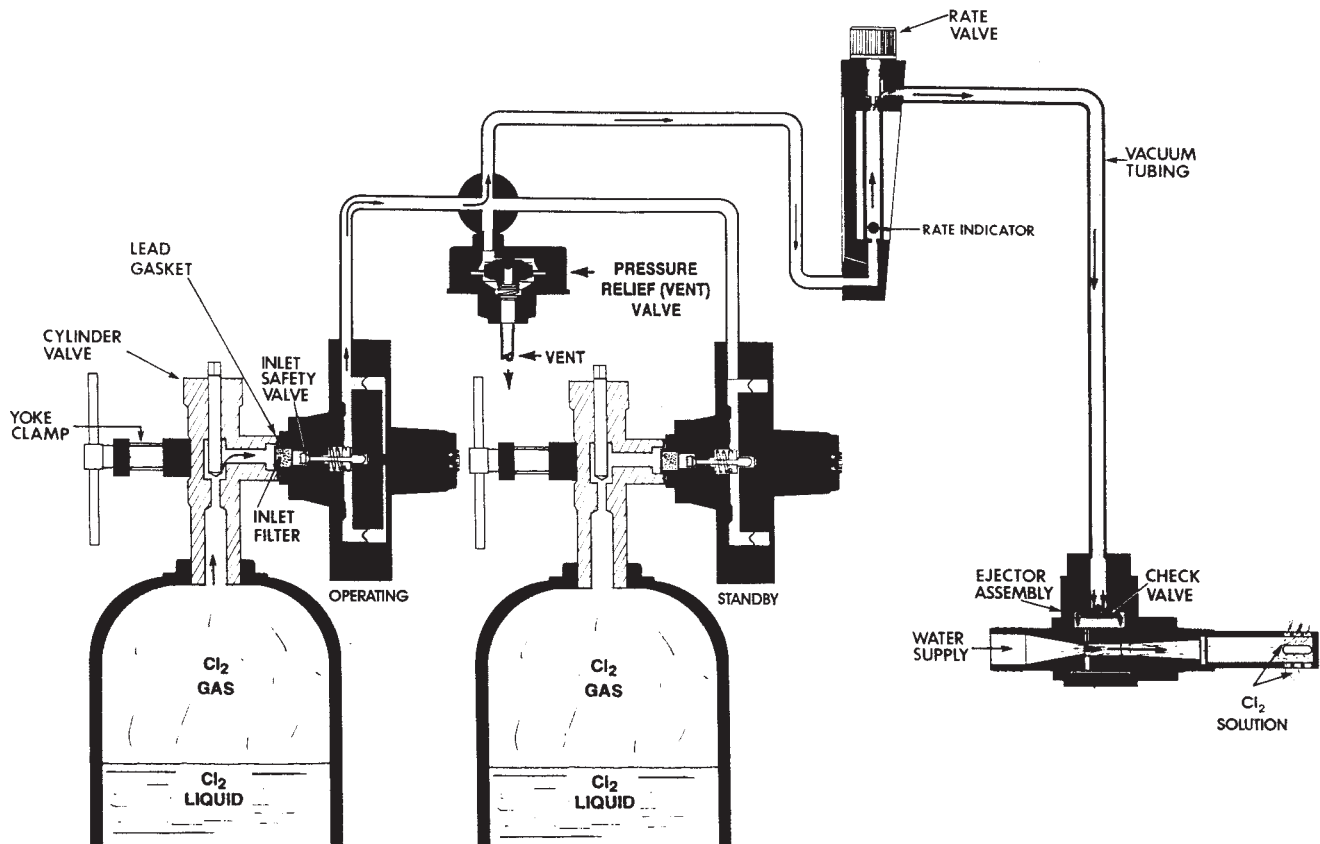 RATE
VALVE
VACUUM
TUBING
RATE INDICATOR
LEAD
GASKET
PRESSURE
RELIEF (VENT)
VALVE
CYLINDER
VALVE
INLET
SAFETY
VALVE
VENT
YOKE
CLAMP
INLET
FILTER
OPERATING
STANDBY
EJECTOR
ASSEMBLY
CHECK
VALVE
WATER
SUPPLY
Cl₂
SOLUTION
Cl₂
GAS
Cl₂
GAS
Cl₂
LIQUID
Cl₂
LIQUID